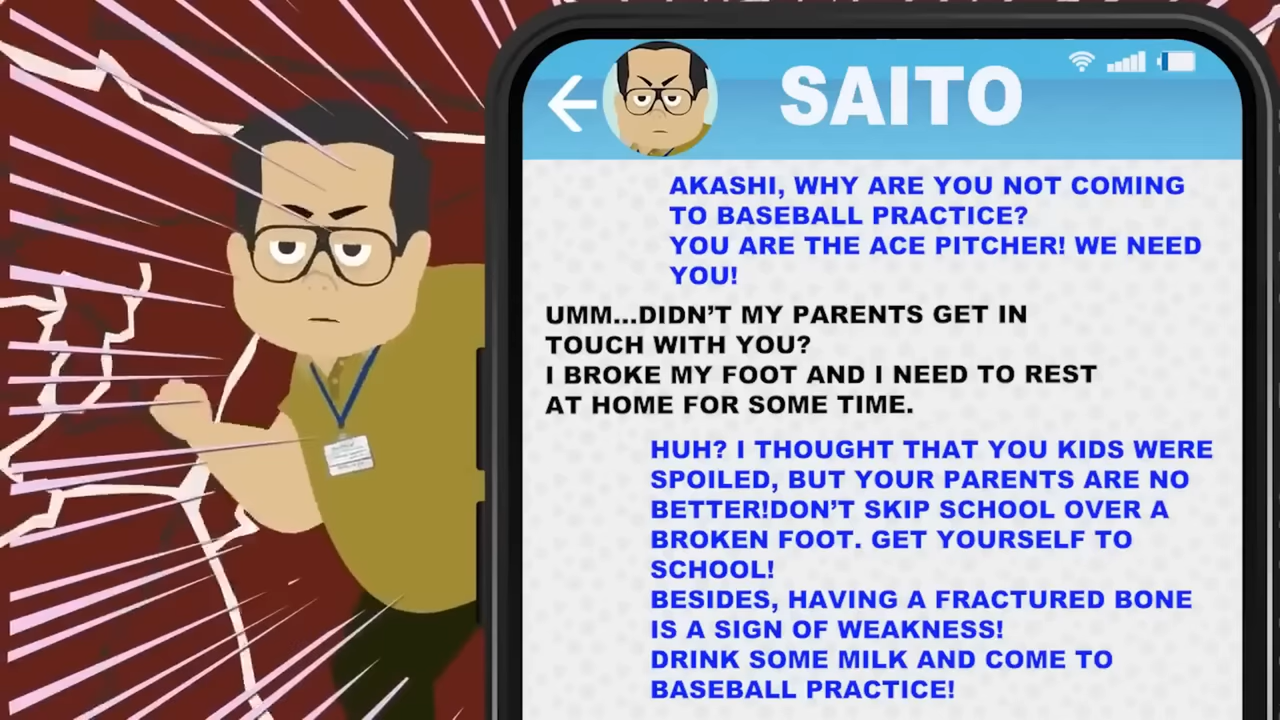 SAITO
AKASHI, WHY ARE YOU NOT COMING
TO BASEBALL PRACTICE?
YOU ARE THE ACE PITCHER! WE NEED
YOU!
UMM...DIDN'T MY PARENTS GET IN
TOUCH WITH YOU?
I BROKE MY FOOT AND I NEED TO REST
AT HOME FOR SOME TIME.
HUH? I THOUGHT THAT YOU KIDS WERE
SPOILED, BUT YOUR PARENTS ARE NO
BETTER!DON'T SKIP SCHOOL OVER A
BROKEN FOOT. GET YOURSELF TO
SCHOOL!
BESIDES, HAVING A FRACTURED BONE
IS A SIGN OF WEAKNESS!
DRINK SOME MILK AND COME TO
BASEBALL PRACTICE!